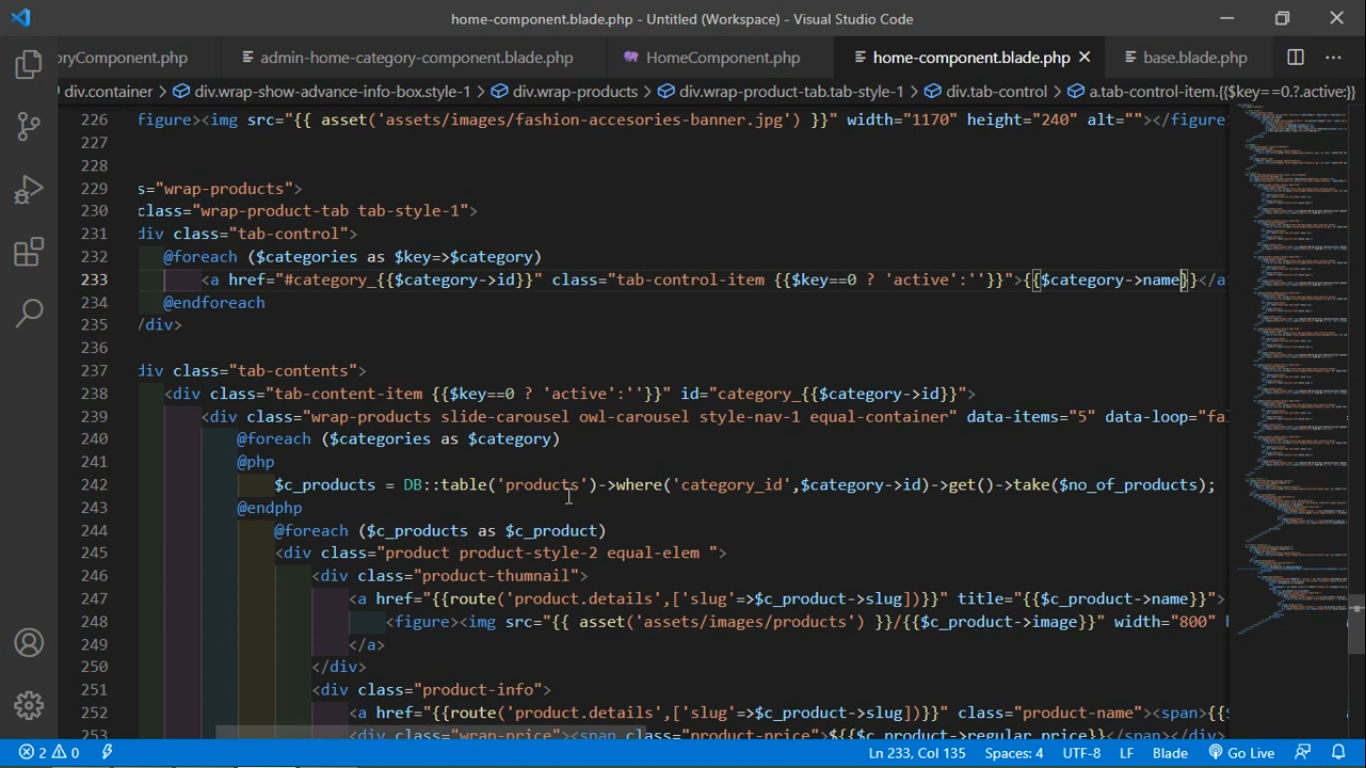 home-component.blade.php - Untitled (Workspace) - Visual Studio Code
oryComponent.php admin-home-category-component.blade.php HomeComponent.php home-component.blade.php base.blade.php
div.container > div.wrap-show-advance-info-box.style-1 > div.wrap-products > div.wrap-product-tab.tab-style-1 > div.tab-control > a.tab-control-item.{{$key==0.?.active:}}
226 figure><img src="{{ asset('assets/images/fashion-accesories-banner.jpg') }}" width="1170" height="240" alt=""></figure
227
228
229 s="wrap-products">
230 class="wrap-product-tab tab-style-1">
231 div class="tab-control">
232 @foreach ($categories as $key=>$category)
233 <a href="#category_{{$category->id}}" class="tab-control-item {{$key==0 ? 'active':''}}">{{$category->name}}</a
234 @endforeach
235 /div>
236
237 div class="tab-contents">
238 <div class="tab-content-item {{$key==0 ? 'active':''}}" id="category_{{$category->id}}">
239 <div class="wrap-products slide-carousel owl-carousel style-nav-1 equal-container" data-items="5" data-loop="fal
240 @foreach ($categories as $category)
241 @php
242 $c_products = DB::table('products')->where('category_id',$category->id)->get()->take($no_of_products);
243 @endphp
244 @foreach ($c_products as $c_product)
245 <div class="product product-style-2 equal-elem ">
246 <div class="product-thumnail">
247 <a href="{{route('product.details',['slug'=>$c_product->slug])}}" title="{{$c_product->name}}">
248 <figure><img src="{{ asset('assets/images/products') }}/{{$c_product->image}}" width="800"
249 </a>
250 </div>
251 <div class="product-info">
252 <a href="{{route('product.details',['slug'=>$c_product->slug])}}" class="product-name"><span>{{$
253 <div class="wrap-price"><span class="product-price">${{$c_product->regular_price}}</span></div>
2 0 Ln 233, Col 135 Spaces: 4 UTF-8 LF Blade Go Live